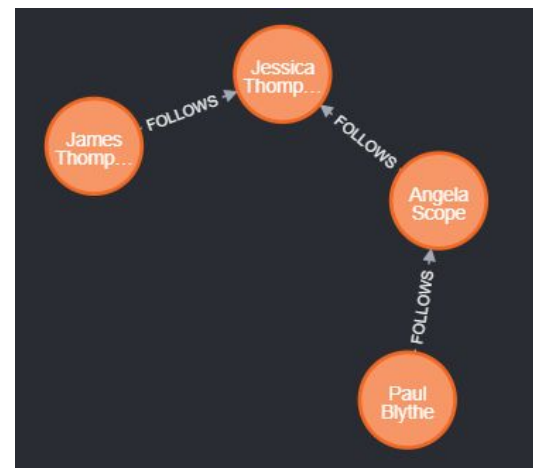 Jessica
Thomp...
FOLLOWS
James
Thomp...
FOLLOWS
Angela
Scope
FOLLOWS
Paul
Blythe